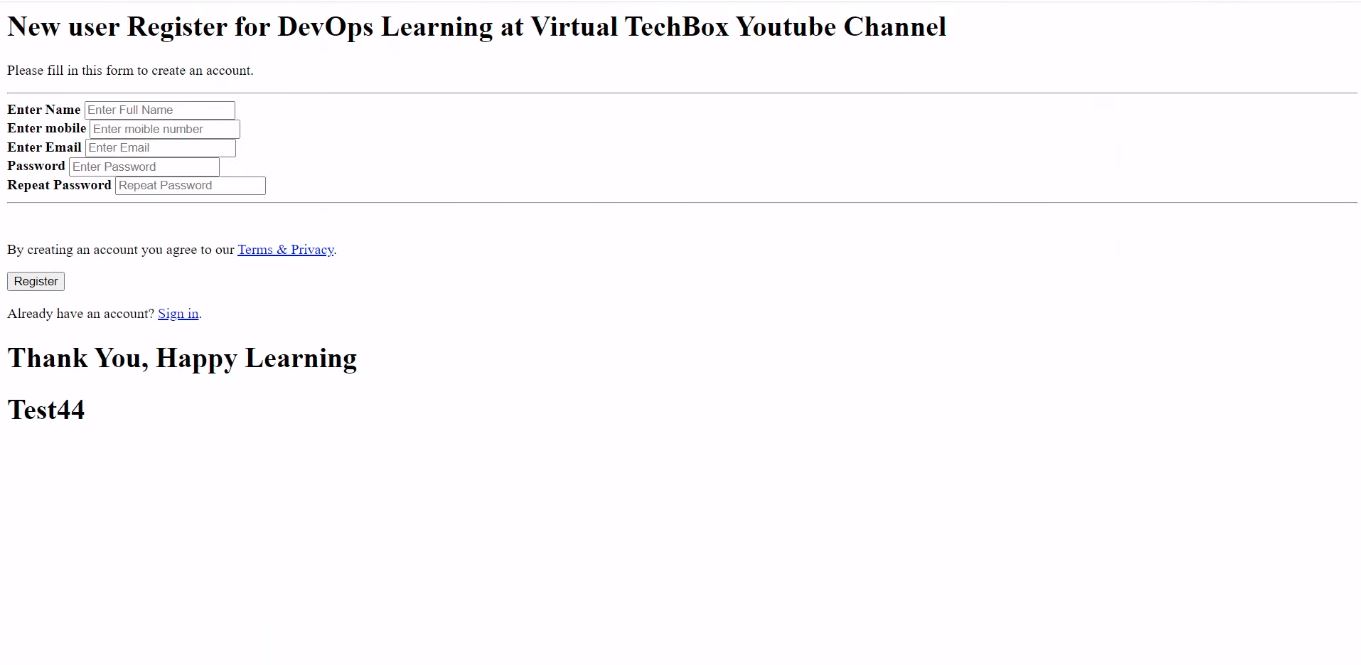 New user Register for DevOps Learning at Virtual TechBox Youtube Channel
Please fill in this form to create an account.
Enter Name Enter Full Name
Enter mobile Enter moible number
Enter Email Enter Email
Password Enter Password
Repeat Password Repeat Password
By creating an account you agree to our Terms & Privacy.
Register
Already have an account? Sign in.
Thank You, Happy Learning
Test44